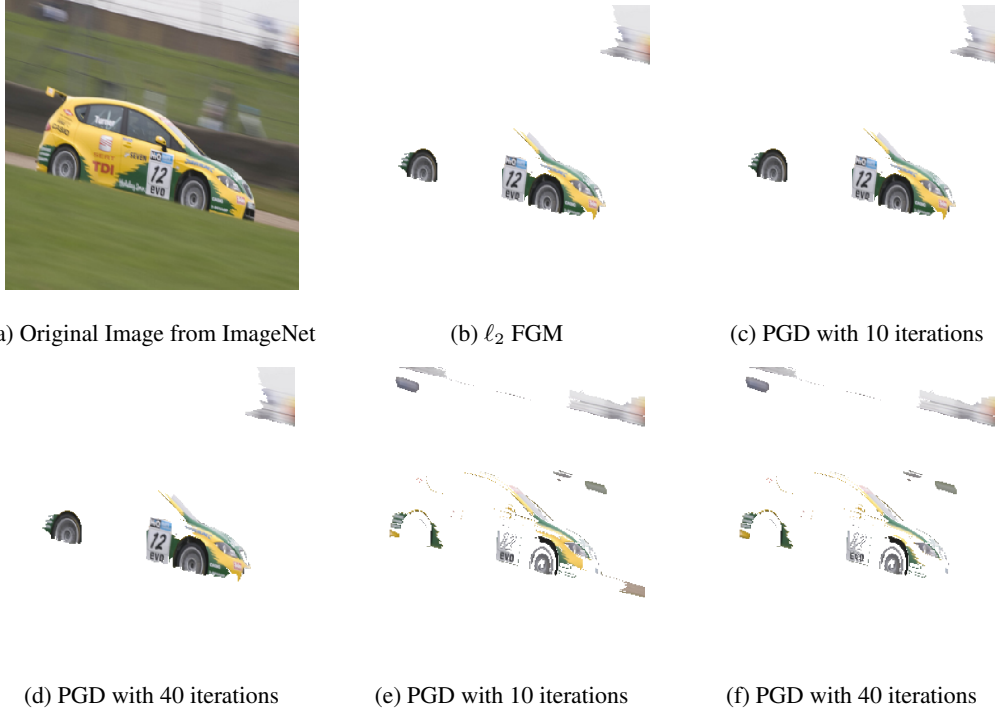 a) Original Image from ImageNet
(b) ℓ₂ FGM
(c) PGD with 10 iterations
(d) PGD with 40 iterations
(e) PGD with 10 iterations
(f) PGD with 40 iterations
TDI
12
evo
12
evo
12
evo
12
evo
evo
evo